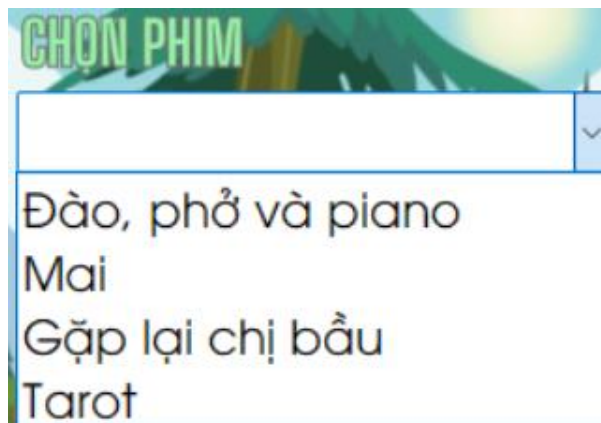 CHỌN PHIM
Đào, phở và piano
Mai
Gặp lại chị bầu
Tarot